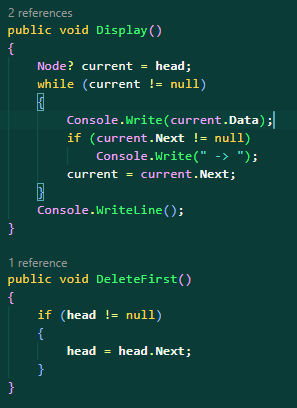 2 references
public void Display()
{
    Node? current = head;
    while (current != null)
    {
        Console.Write(current.Data);
        if (current.Next != null)
            Console.Write(" -> ");
        current = current.Next;
    }
    Console.WriteLine();
}
1 reference
public void DeleteFirst()
{
    if (head != null)
    {
        head = head.Next;
    }
}